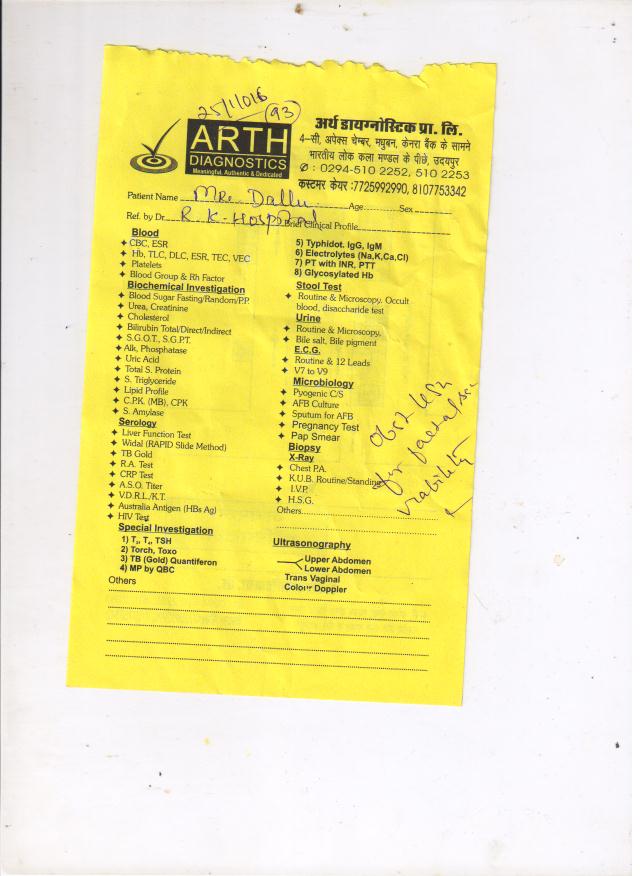 25/1/016
(93)
ARTH
DIAGNOSTICS
Meaningful, Authentic & Dedicated
अर्थ डायग्नोस्टिक प्रा. लि.
4-सी, अपेक्स चेम्बर, मधुबन, केनरा बैंक के सामने
भारतीय लोक कला मण्डल के पीछे, उदयपुर
✆ : 0294-510 2252, 510 2253
कस्टमर केयर :7725992990, 8107753342
Patient Name Mrs. Dallu Age Sex
Ref. by Dr. R K Hospital Brief Clinical Profile
Blood
CBC, ESR
Hb, TLC, DLC, ESR, TEC, VEC
Platelets
Blood Group & Rh Factor
Biochemical Investigation
Blood Sugar Fasting/Random/P.P.
Urea, Creatinine
Cholesterol
Bilirubin Total/Direct/Indirect
S.G.O.T., S.G.P.T.
Alk, Phosphatase
Uric Acid
Total S. Protein
S. Triglyceride
Lipid Profile
C.P.K. (MB), CPK
S. Amylase
Serology
Liver Function Test
Widal (RAPID Slide Method)
TB Gold
R.A. Test
CRP Test
A.S.O. Titer
V.D.R.L./K.T.
Australia Antigen (HBs Ag)
HIV Test
Special Investigation
1) T₃, T₄, TSH
2) Torch, Toxo
3) TB (Gold) Quantiferon
4) MP by QBC
Others
5) Typhidot. IgG, IgM
6) Electrolytes (Na,K,Ca,Cl)
7) PT with INR, PTT
8) Glycosylated Hb
Stool Test
Routine & Microscopy. Occult
blood, disaccharide test
Urine
Routine & Microscopy,
Bile salt, Bile pigment
E.C.G.
Routine & 12 Leads
V7 to V9
Microbiology
Pyogenic C/S
AFB Culture
Sputum for AFB
Pregnancy Test
Pap Smear
Biopsy
X-Ray
Chest P.A.
K.U.B. Routine/Standing
I.V.P.
H.S.G.
Others
Ultrasonography
Upper Abdomen
Lower Abdomen
Trans Vaginal
Colour Doppler
Obst USG
for faetal
viability